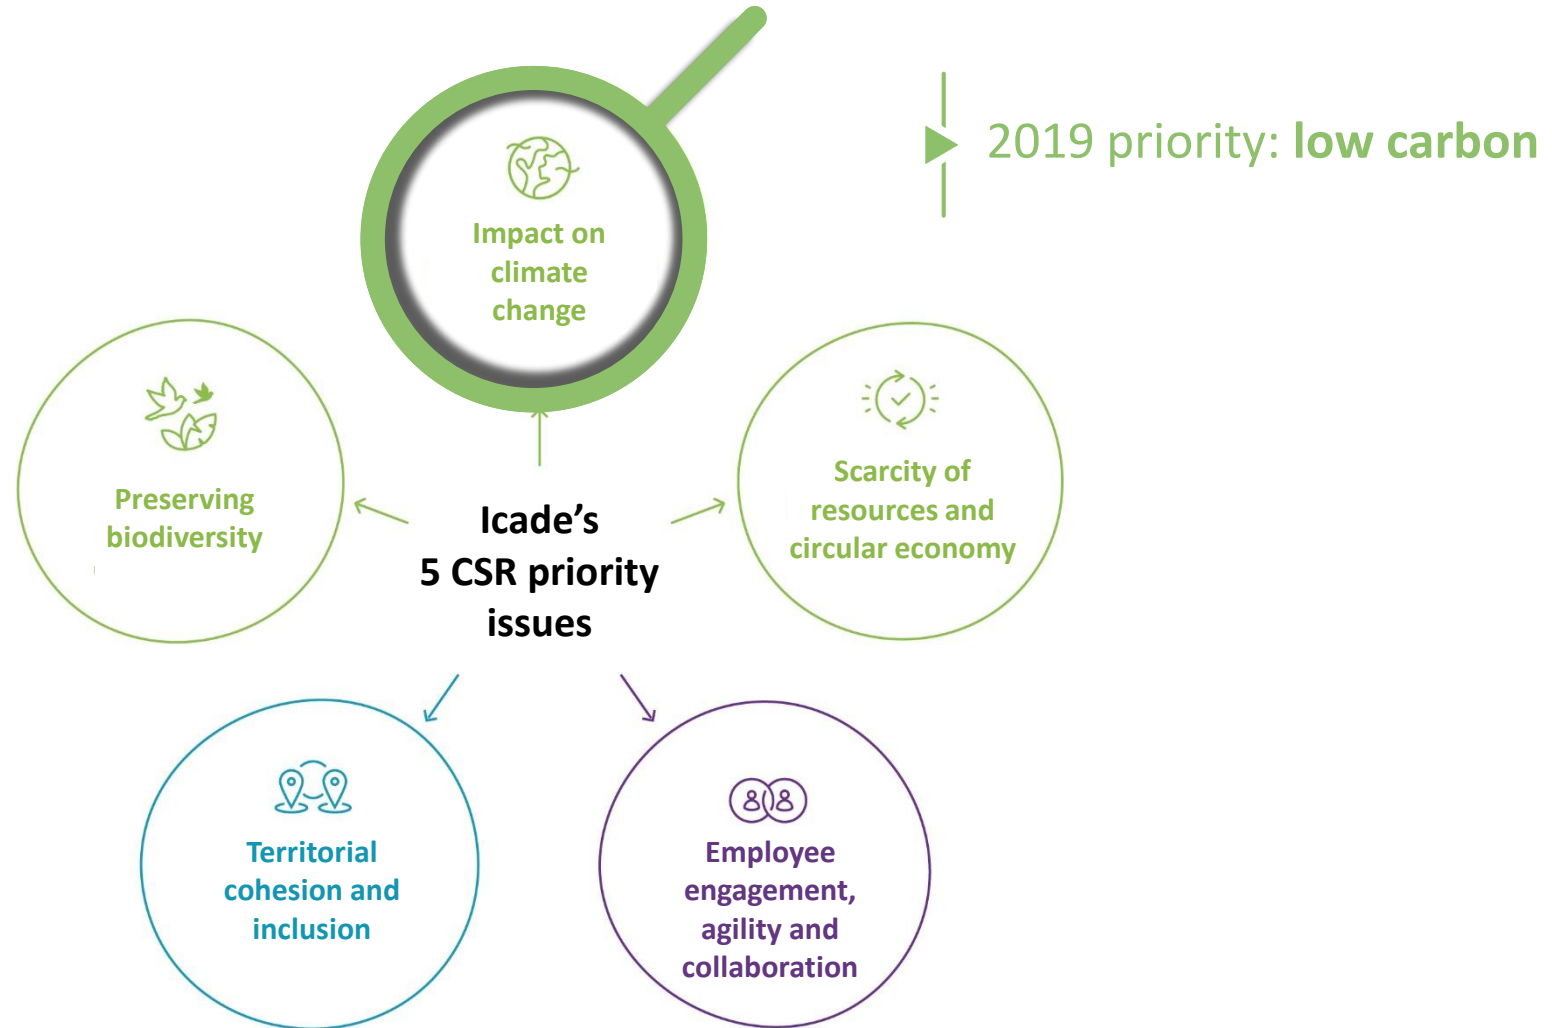 2019 priority: low carbon
Impact on
climate
change
Preserving
biodiversity
Scarcity of
resources and
circular economy
Icade’s
5 CSR priority
issues
Territorial
cohesion and
inclusion
Employee
engagement,
agility and
collaboration